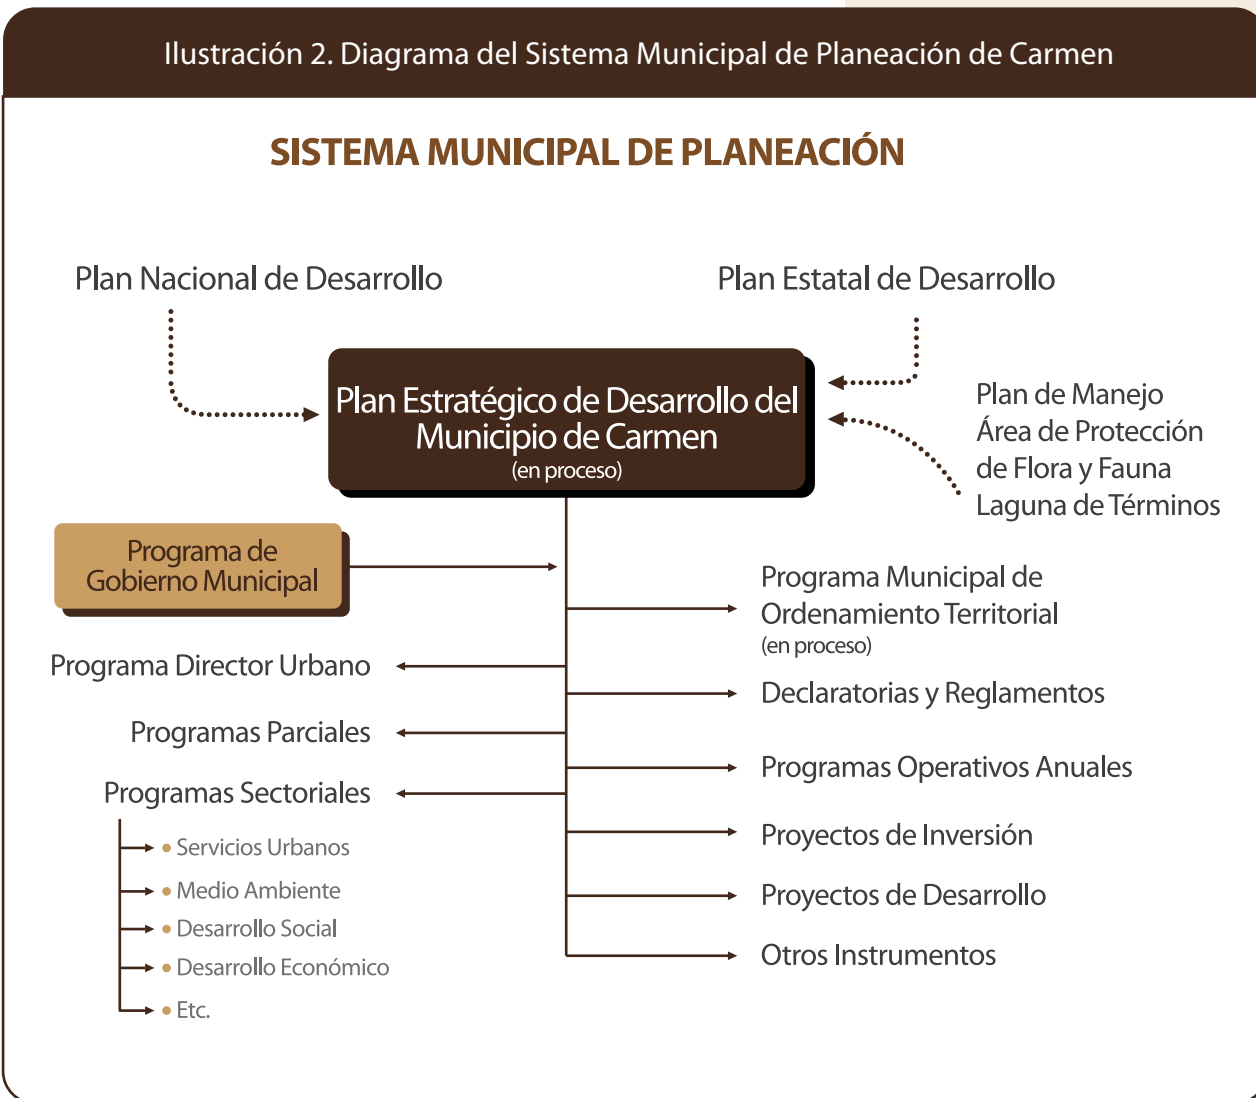 Ilustración 2. Diagrama del Sistema Municipal de Planeación de Carmen
SISTEMA MUNICIPAL DE PLANEACIÓN
Plan Nacional de Desarrollo
Plan Estatal de Desarrollo
Plan Estratégico de Desarrollo del
Municipio de Carmen
(en proceso)
Plan de Manejo
Área de Protección
de Flora y Fauna
Laguna de Términos
Programa de
Gobierno Municipal
Programa Director Urbano
Programas Parciales
Programas Sectoriales
• Servicios Urbanos
• Medio Ambiente
• Desarrollo Social
• Desarrollo Económico
• Etc.
Programa Municipal de
Ordenamiento Territorial
(en proceso)
Declaratorias y Reglamentos
Programas Operativos Anuales
Proyectos de Inversión
Proyectos de Desarrollo
Otros Instrumentos